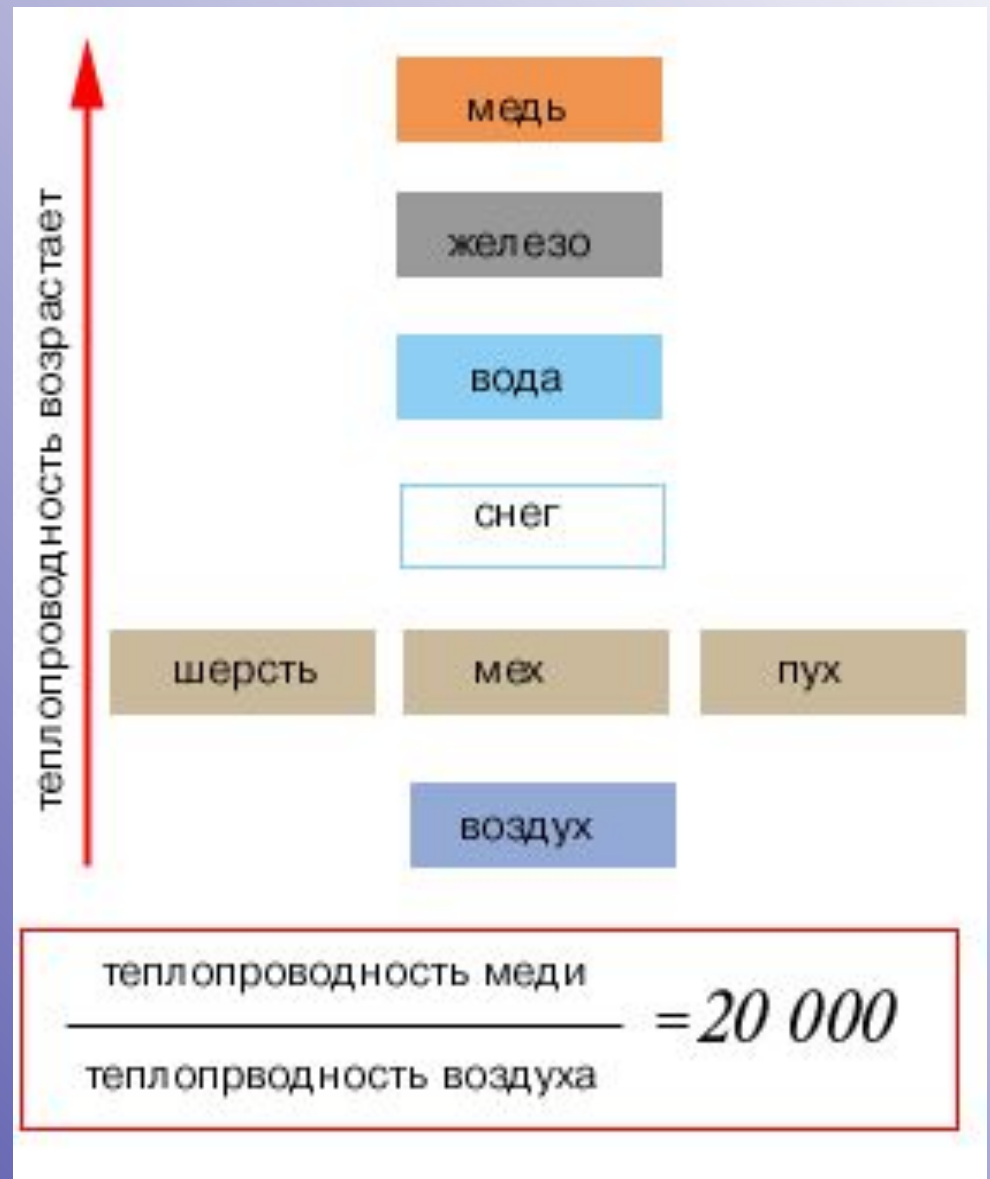 теплопроводность возрастает
медь
железо
вода
снег
шерсть мех пух
воздух
теплопроводность меди
теплопрводность воздуха
=20 000